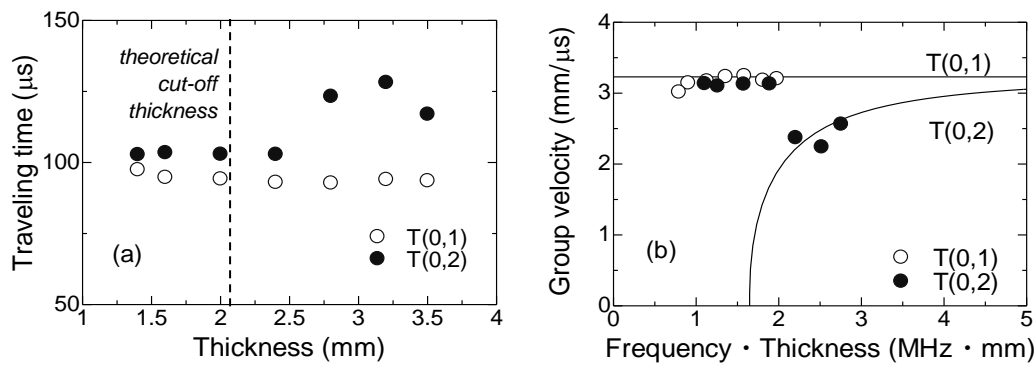 150
100
50
Traveling time (μs)
theoretical
cut-off
thickness
(a)
T(0,1)
T(0,2)
1
1.5
2
2.5
3
3.5
4
Thickness (mm)
4
3
2
1
0
Group velocity (mm/μs)
T(0,1)
T(0,2)
(b)
T(0,1)
T(0,2)
0
1
2
3
4
5
Frequency・Thickness (MHz・mm)